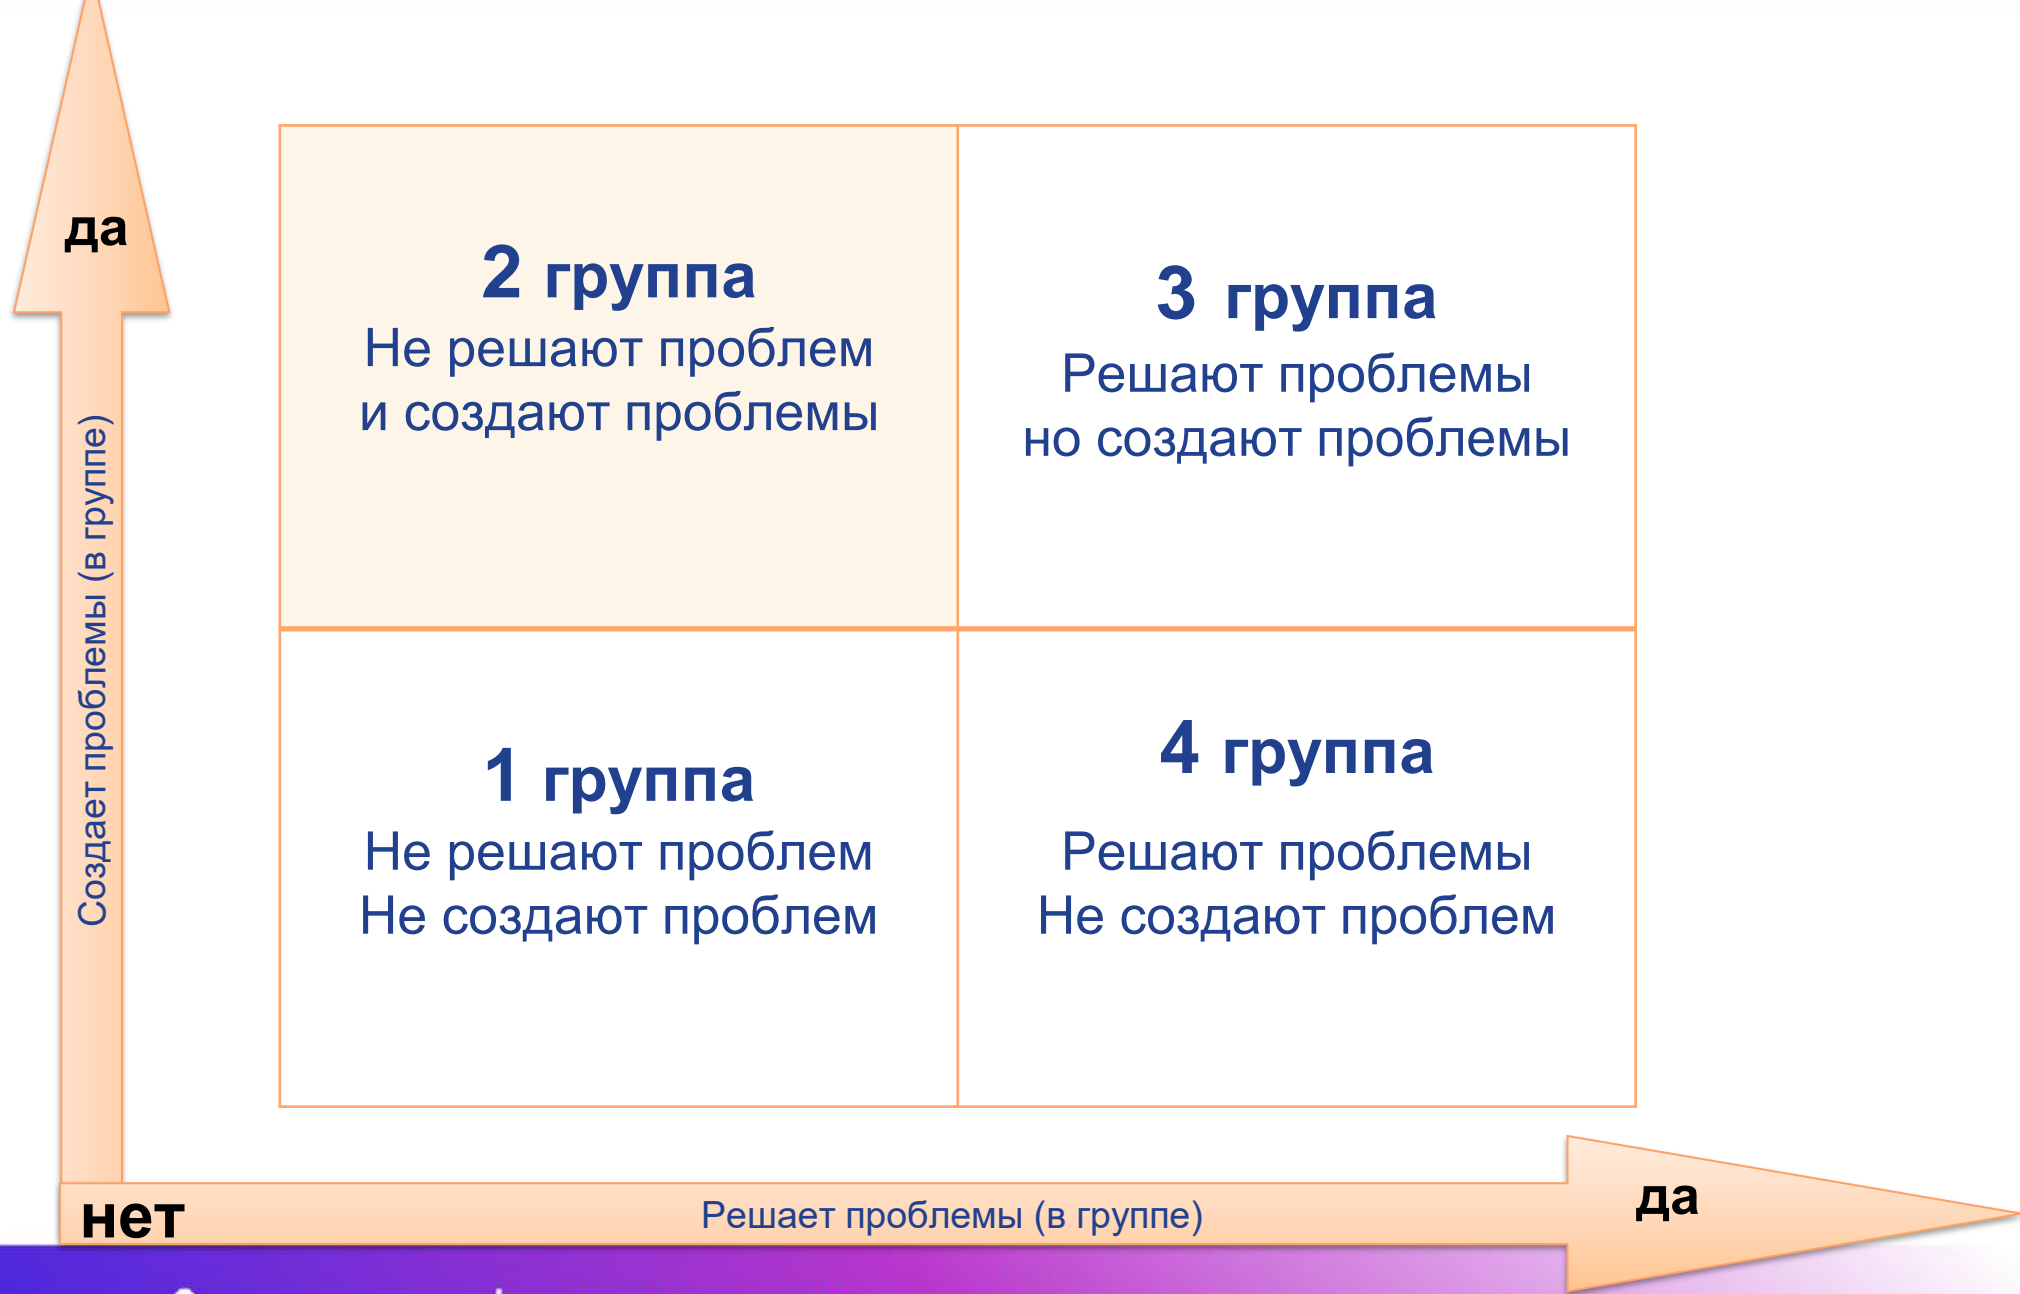 да
2 группа
Не решают проблем
и создают проблемы
3 группа
Решают проблемы
но создают проблемы
Создает проблемы (в группе)
1 группа
Не решают проблем
Не создают проблем
4 группа
Решают проблемы
Не создают проблем
нет
Решает проблемы (в группе)
да